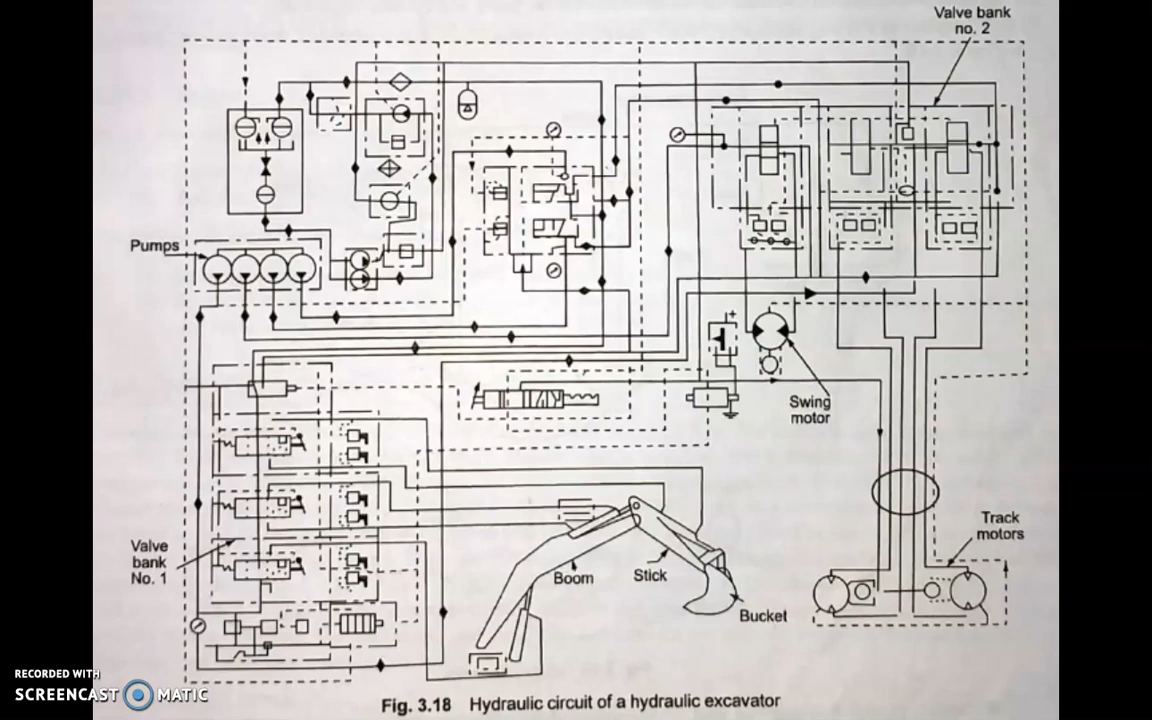 Valve bank
no. 2
Pumps
Swing
motor
Valve
bank
No. 1
Boom
Stick
Bucket
Track
motors
Fig. 3.18 Hydraulic circuit of a hydraulic excavator
RECORDED WITH
SCREENCAST MATIC